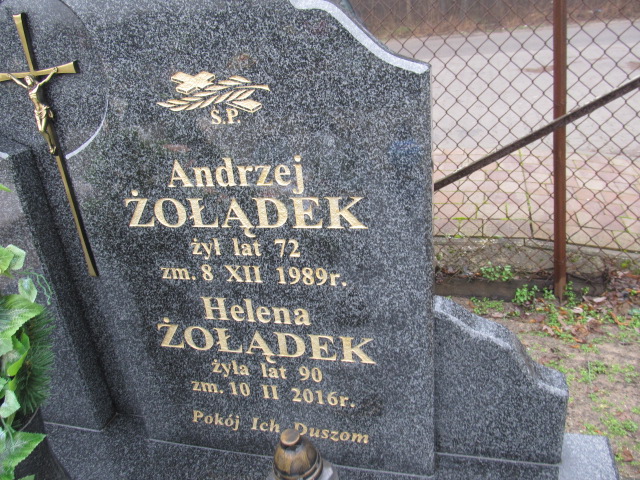 Ś.P.
Andrzej
ŻOŁĄDEK
żył lat 72
zm. 8 XII 1989r.
Helena
ŻOŁĄDEK
żyła lat 90
zm. 10 II 2016r.
Pokój Ich Duszom